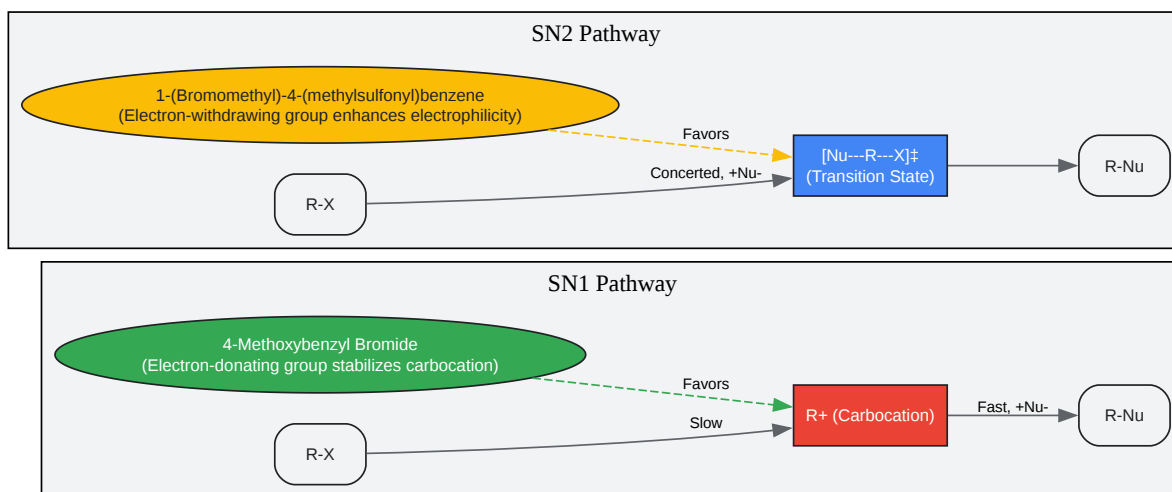 SN2 Pathway
1-(Bromomethyl)-4-(methylsulfonyl)benzene
(Electron-withdrawing group enhances electrophilicity)
Favors
[Nu---R---X]‡
(Transition State)
R-Nu
Concerted, +Nu-
R-X
SN1 Pathway
4-Methoxybenzyl Bromide
(Electron-donating group stabilizes carbocation)
Favors
R+ (Carbocation)
Fast, +Nu-
R-Nu
Slow
R-X